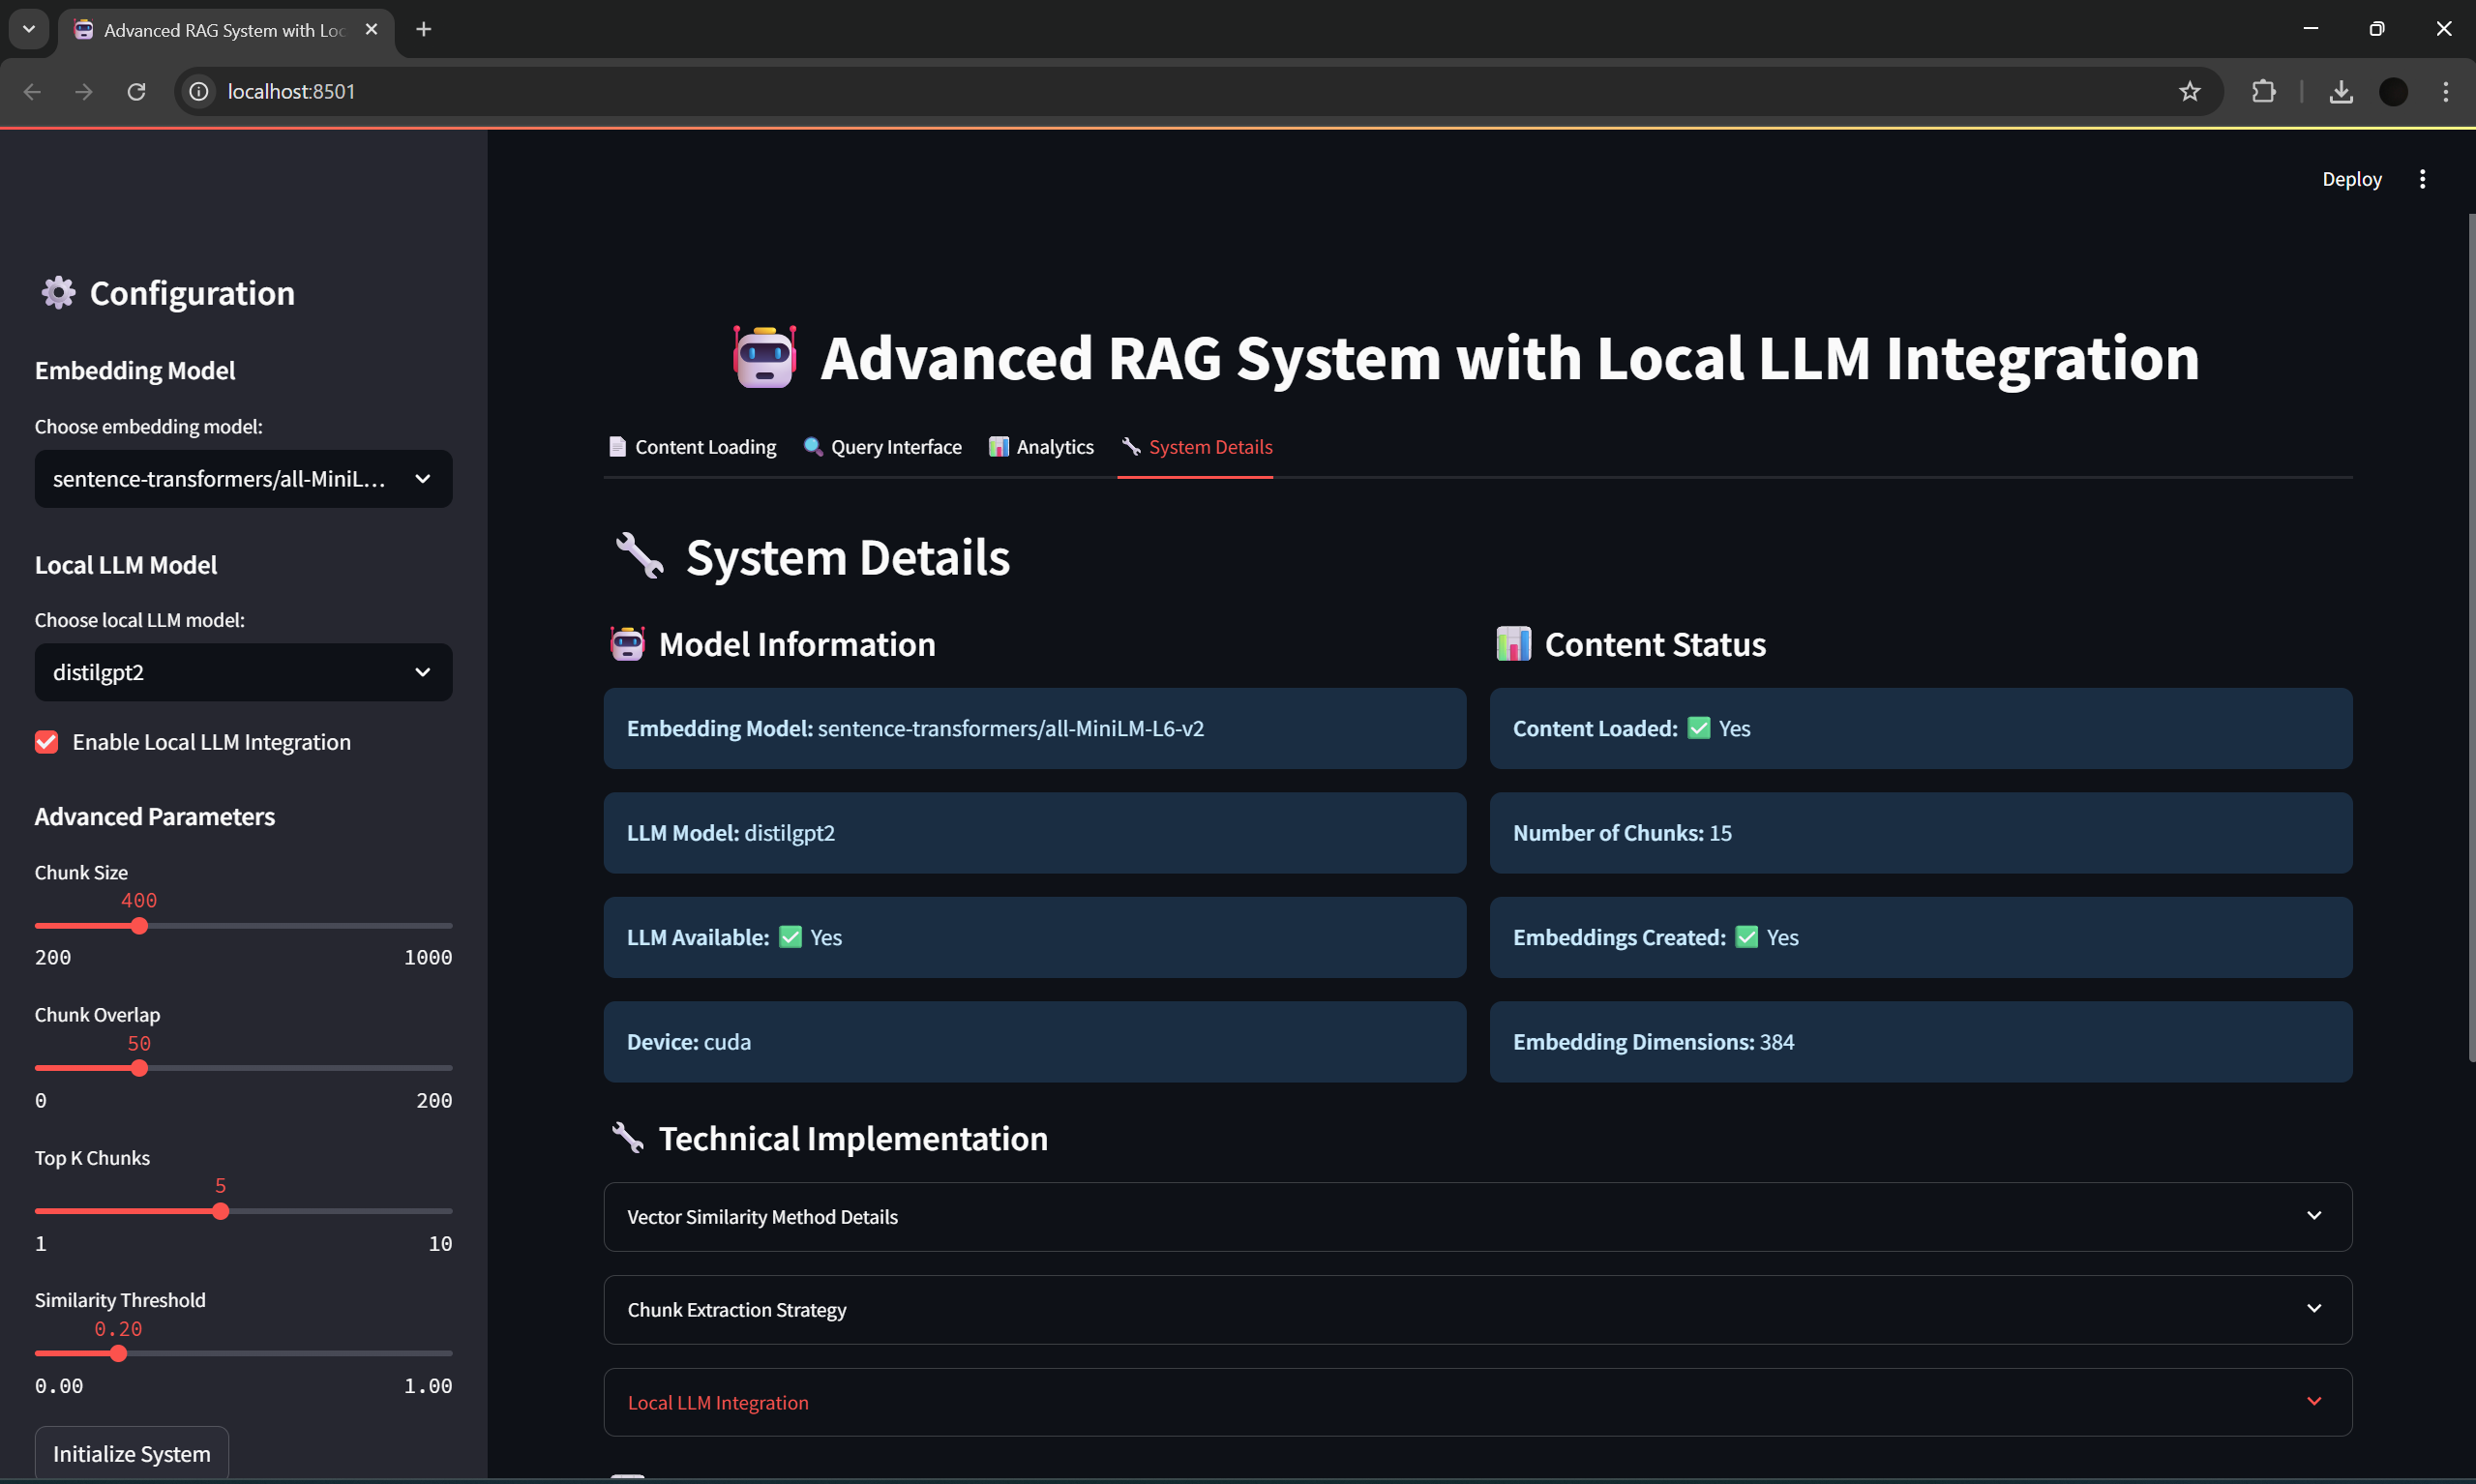 Advanced RAG System with Loc
localhost:8501
Deploy
Configuration
Embedding Model
Choose embedding model:
sentence-transformers/all-MiniL...
Local LLM Model
Choose local LLM model:
distilgpt2
Enable Local LLM Integration
Advanced Parameters
Chunk Size
400
200 1000
Chunk Overlap
50
0 200
Top K Chunks
5
1 10
Similarity Threshold
0.20
0.00 1.00
Initialize System
Advanced RAG System with Local LLM Integration
Content Loading Query Interface Analytics System Details
System Details
Model Information
Embedding Model: sentence-transformers/all-MiniLM-L6-v2
LLM Model: distilgpt2
LLM Available: ✅ Yes
Device: cuda
Content Status
Content Loaded: ✅ Yes
Number of Chunks: 15
Embeddings Created: ✅ Yes
Embedding Dimensions: 384
Technical Implementation
Vector Similarity Method Details
Chunk Extraction Strategy
Local LLM Integration